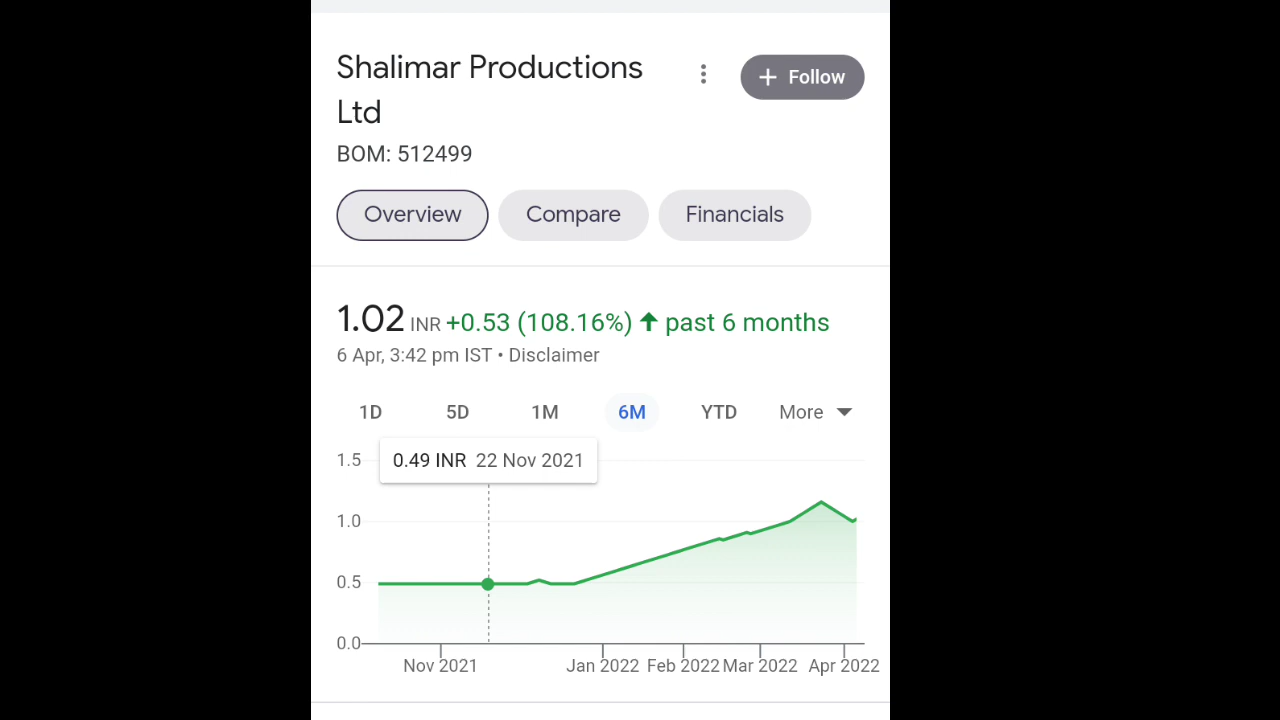 Shalimar Productions
Ltd
+ Follow
BOM: 512499
Overview Compare Financials
1.02 INR +0.53 (108.16%) ↑ past 6 months
6 Apr, 3:42 pm IST • Disclaimer
1D 5D 1M 6M YTD More
0.49 INR 22 Nov 2021
1.5
1.0
0.5
0.0
Nov 2021 Jan 2022 Feb 2022 Mar 2022 Apr 2022